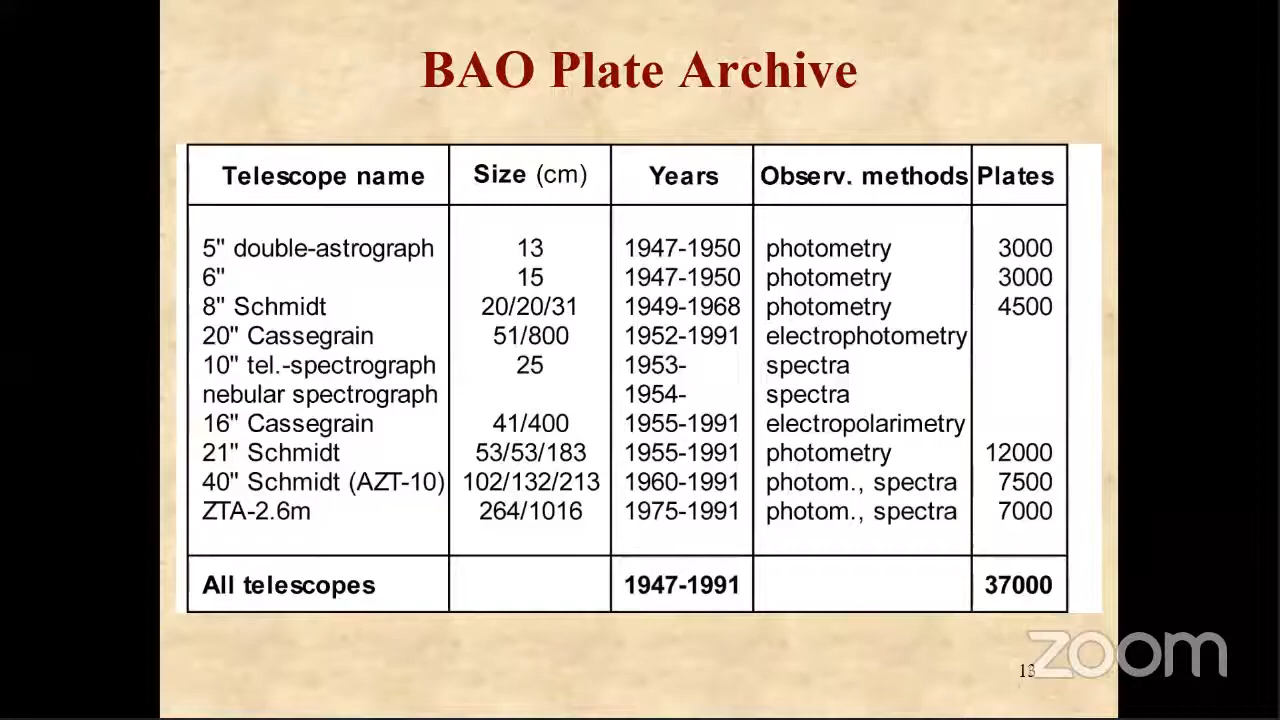 BAO Plate Archive
Telescope name Size (cm) Years Observ. methods Plates
5" double-astrograph 13 1947-1950 photometry 3000
6" 15 1947-1950 photometry 3000
8" Schmidt 20/20/31 1949-1968 photometry 4500
20" Cassegrain 51/800 1952-1991 electrophotometry
10" tel.-spectrograph 25 1953- spectra
nebular spectrograph 1954- spectra
16" Cassegrain 41/400 1955-1991 electropolarimetry
21" Schmidt 53/53/183 1955-1991 photometry 12000
40" Schmidt (AZT-10) 102/132/213 1960-1991 photom., spectra 7500
ZTA-2.6m 264/1016 1975-1991 photom., spectra 7000
All telescopes 1947-1991 37000
13
zoom